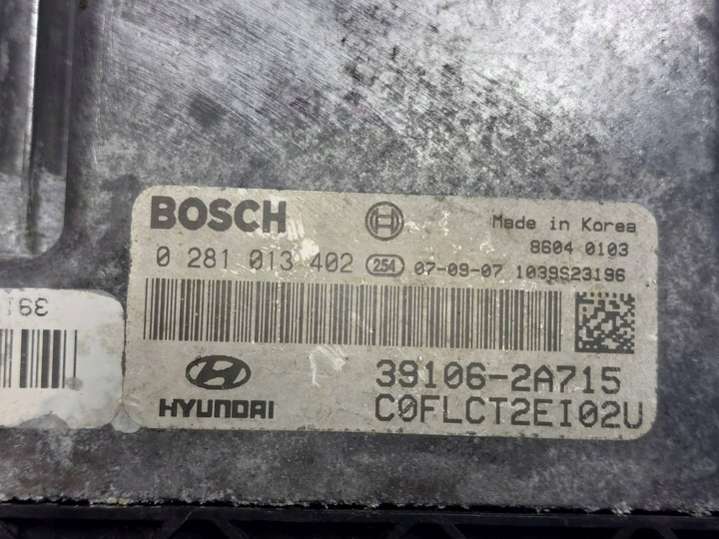 BOSCH
Made in Korea
8604 0103
0 281 013 402 254 07-09-07 1039S23196
39106-2A715
HYUNDAI
C0FLCT2EI02U